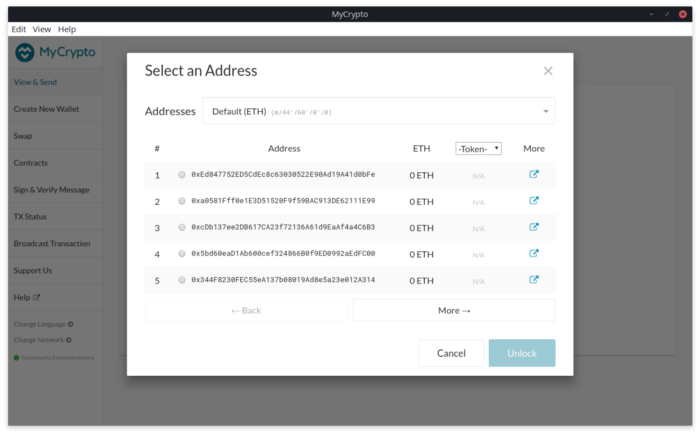 MyCrypto
Edit View Help
MyCrypto
View & Send
Create New Wallet
Swap
Contracts
Sign & Verify Message
TX Status
Broadcast Transaction
Support Us
Help
Change Language
Change Network
Connected to Ethereum network
Select an Address
Addresses Default (ETH) (m/44'/60'/0'/0)
# Address ETH -Token- More
1 0xEd847752ED5CdEc8c63030522E90Ad19A41d0bFe 0 ETH N/A
2 0xa0581Ff0e1E3D51520F9f59BAC913DE62111E99 0 ETH N/A
3 0xcDb137ee2DB617CA23f72136A61d9EaAf4a4C6B3 0 ETH N/A
4 0x5bd60eaD1Ab600cef324866B0f9ED0992aEdFC00 0 ETH N/A
5 0x344F8230FEC55eA137b08019Ad8e5a23e012A314 0 ETH N/A
← Back More →
Cancel Unlock